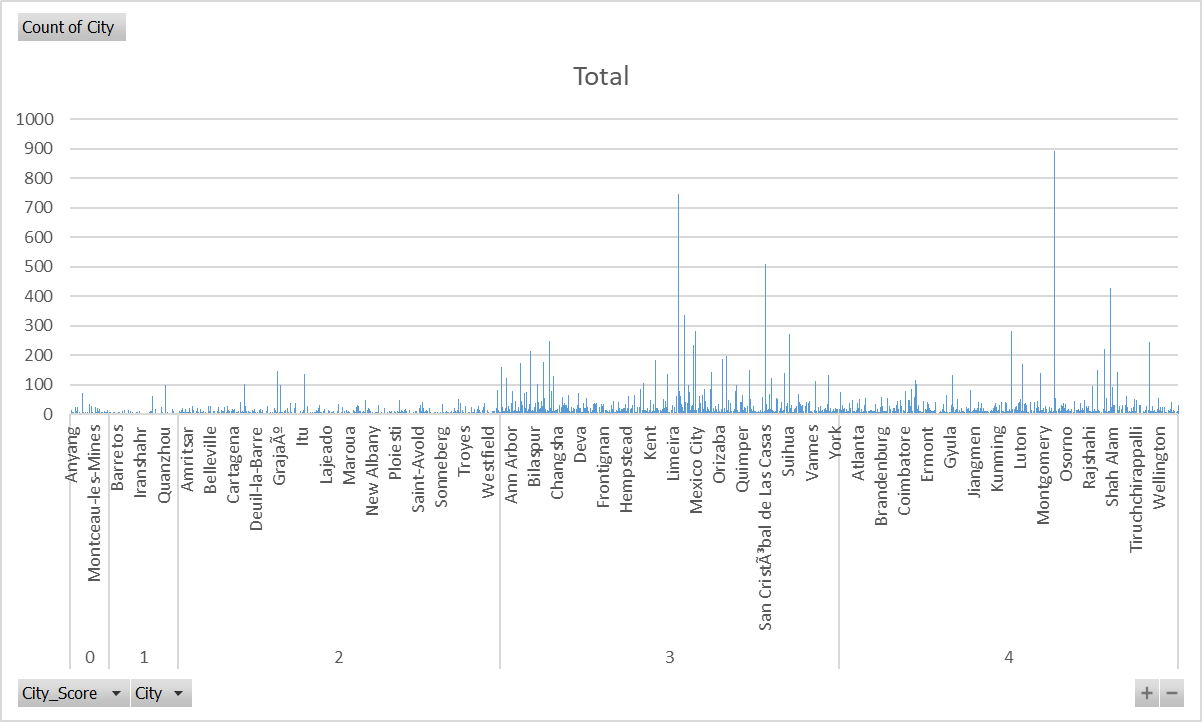 Count of City
Total
1000
900
800
700
600
500
400
300
200
100
0
Anyang
Montceau-les-Mines
Barretos
Iranshahr
Quanzhou
Amritsar
Belleville
Cartagena
Deuil-la-Barre
GrajaÃº
Itu
Lajeado
Maroua
New Albany
Ploiesti
Saint-Avold
Sonneberg
Troyes
Westfield
Ann Arbor
Bilaspur
Changsha
Deva
Frontignan
Hempstead
Kent
Limeira
Mexico City
Orizaba
Quimper
San CristÃ³bal de Las Casas
Suihua
Vannes
York
Atlanta
Brandenburg
Coimbatore
Ermont
Gyula
Jiangmen
Kunming
Luton
Montgomery
Osorno
Rajshahi
Shah Alam
Tiruchchirappalli
Wellington
0 1 2 3 4
City_Score City
+ −